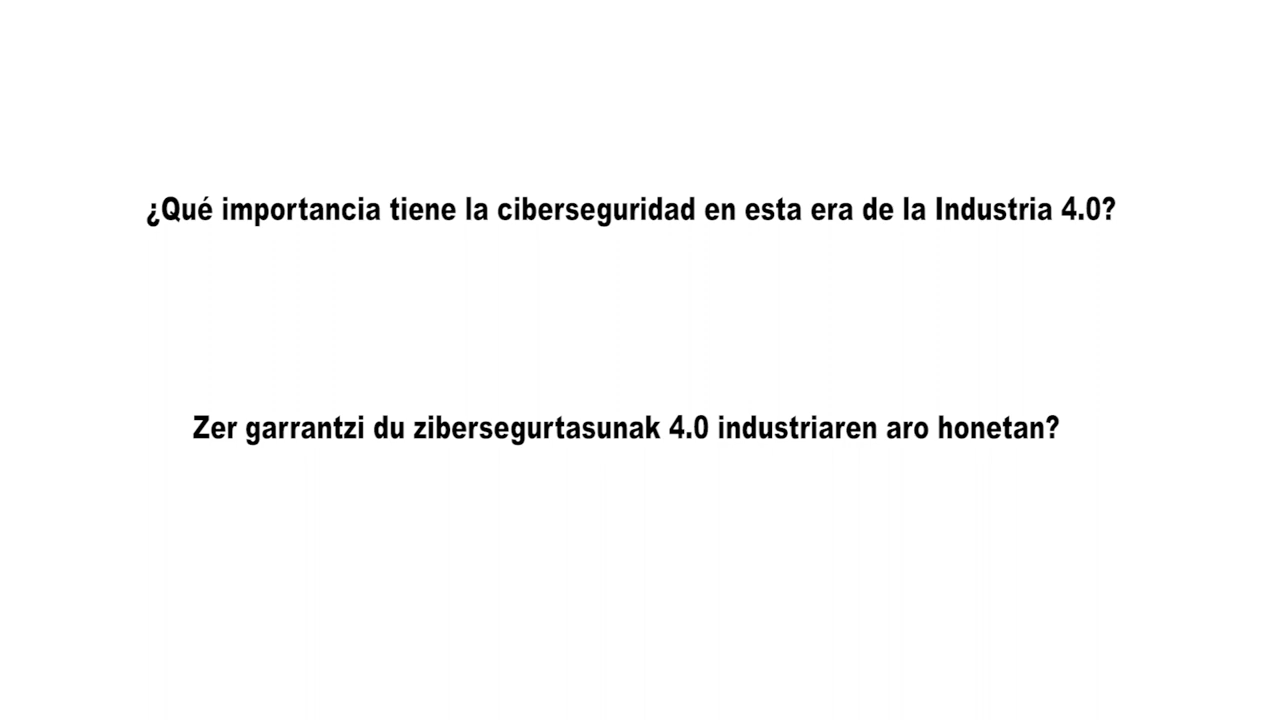 ¿Qué importancia tiene la ciberseguridad en esta era de la Industria 4.0?
Zer garrantzi du zibersegurtasunak 4.0 industriaren aro honetan?